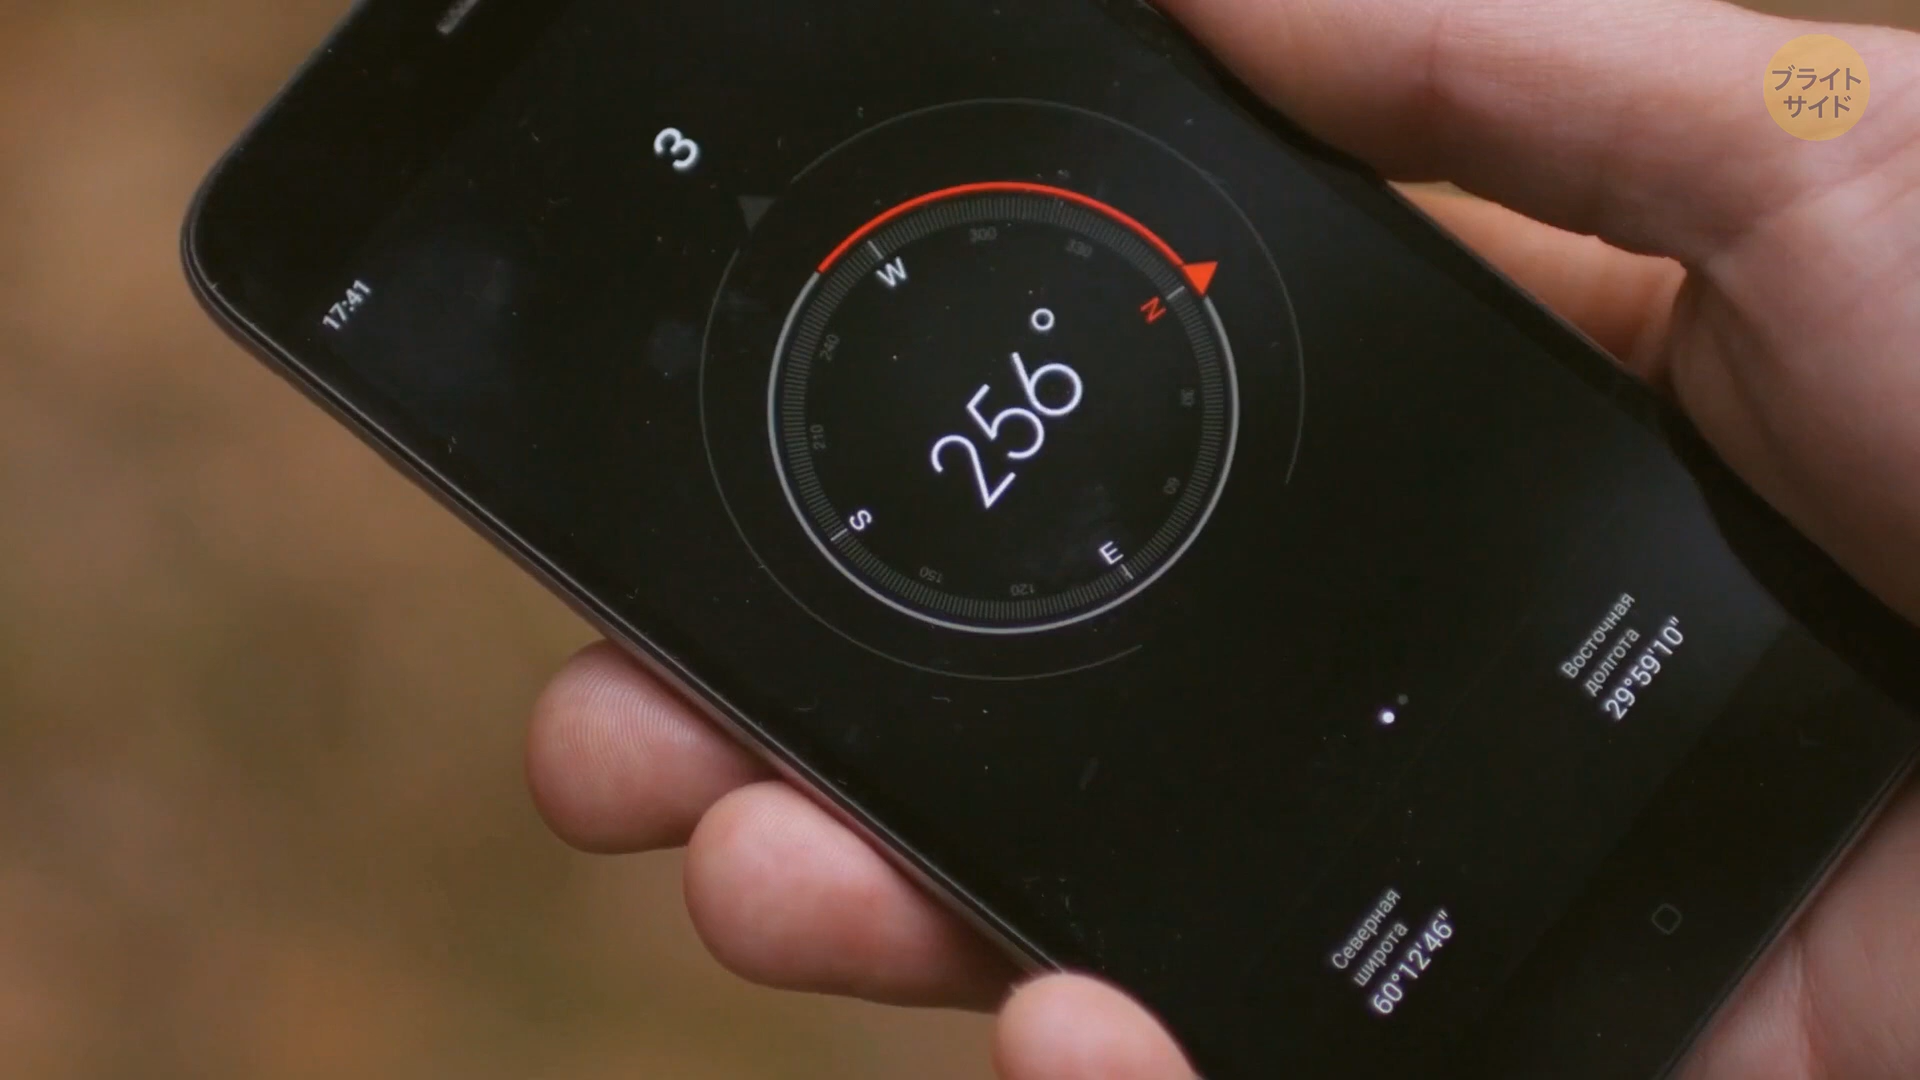 ブライト
サイド
17:41
З
W
300
330
N
240
256°
30
210
60
S
E
150
120
Северная
широта
60°12'46"
Восточная
долгота
29°59'10"